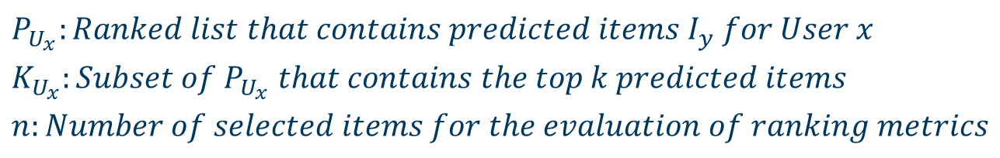 P_{U_x}: Ranked list that contains predicted items I_y for User x
K_{U_x}: Subset of P_{U_x} that contains the top k predicted items
n: Number of selected items for the evaluation of ranking metrics